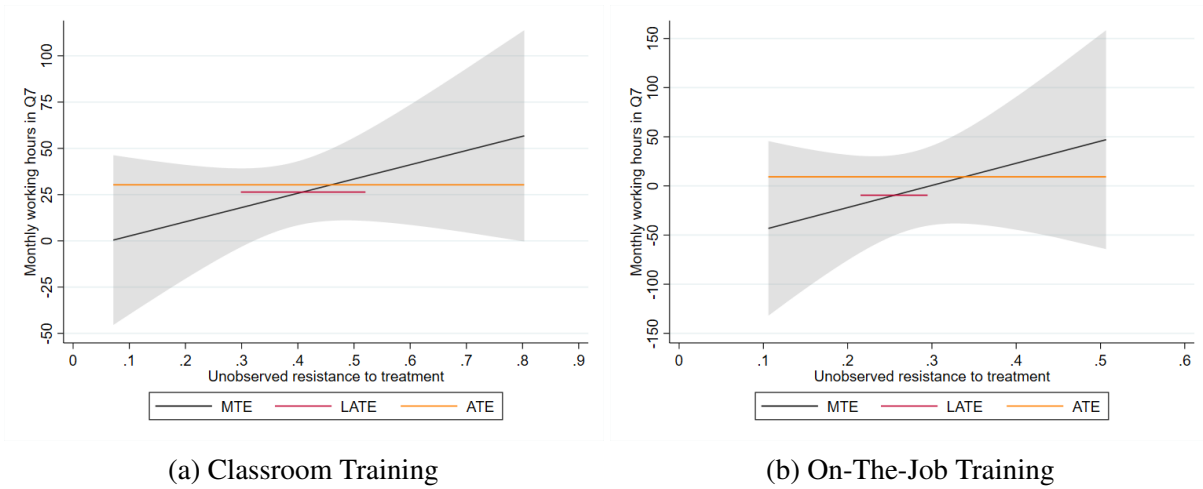 Monthly working hours in Q7
100
75
50
25
0
-25
-50
0 .1 .2 .3 .4 .5 .6 .7 .8 .9
Unobserved resistance to treatment
MTE LATE ATE
(a) Classroom Training
Monthly working hours in Q7
150
100
50
0
-50
-100
-150
0 .1 .2 .3 .4 .5 .6
Unobserved resistance to treatment
MTE LATE ATE
(b) On-The-Job Training